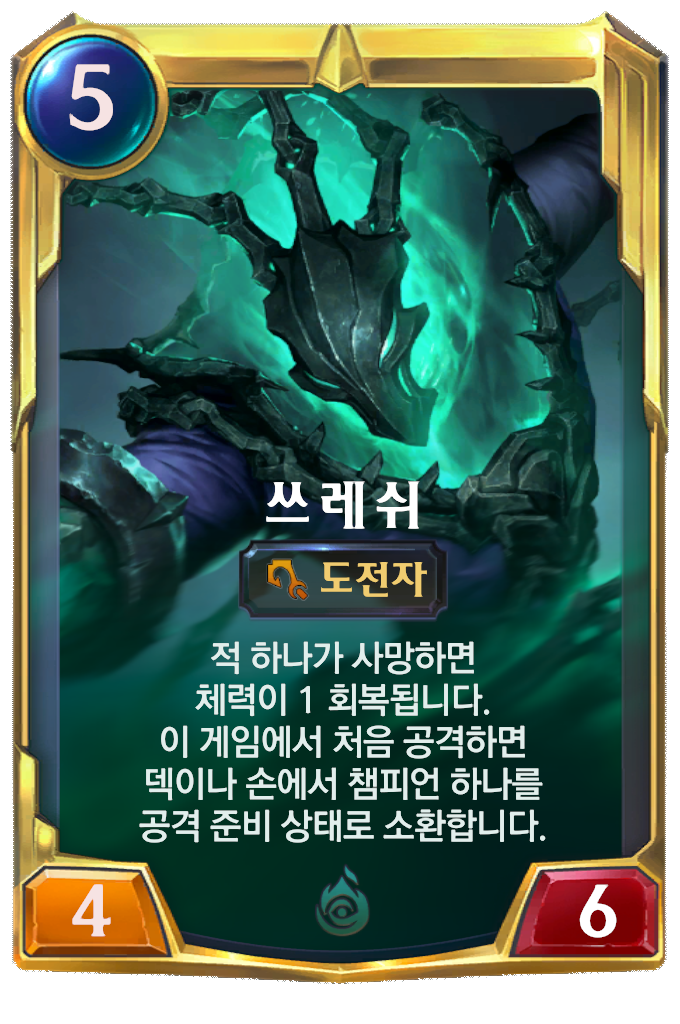 5
쓰레쉬
도전자
적 하나가 사망하면
체력이 1 회복됩니다.
이 게임에서 처음 공격하면
덱이나 손에서 챔피언 하나를
공격 준비 상태로 소환합니다.
4
6